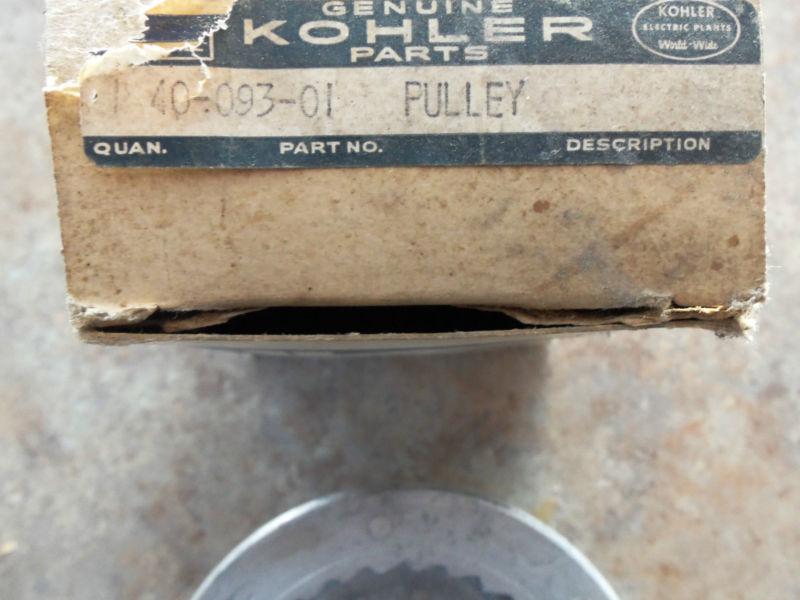 GENUINE
KOHLER
PARTS
KOHLER
ELECTRIC PLANTS
World-Wide
1 40-093-01 PULLEY
QUAN. PART NO. DESCRIPTION